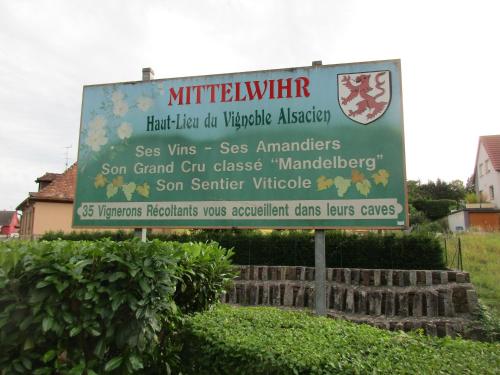 MITTELWIHR
Haut-Lieu du Vignoble Alsacien
Ses Vins - Ses Amandiers
Son Grand Cru classé "Mandelberg"
Son Sentier Viticole
35 Vignerons Récoltants vous accueillent dans leurs caves